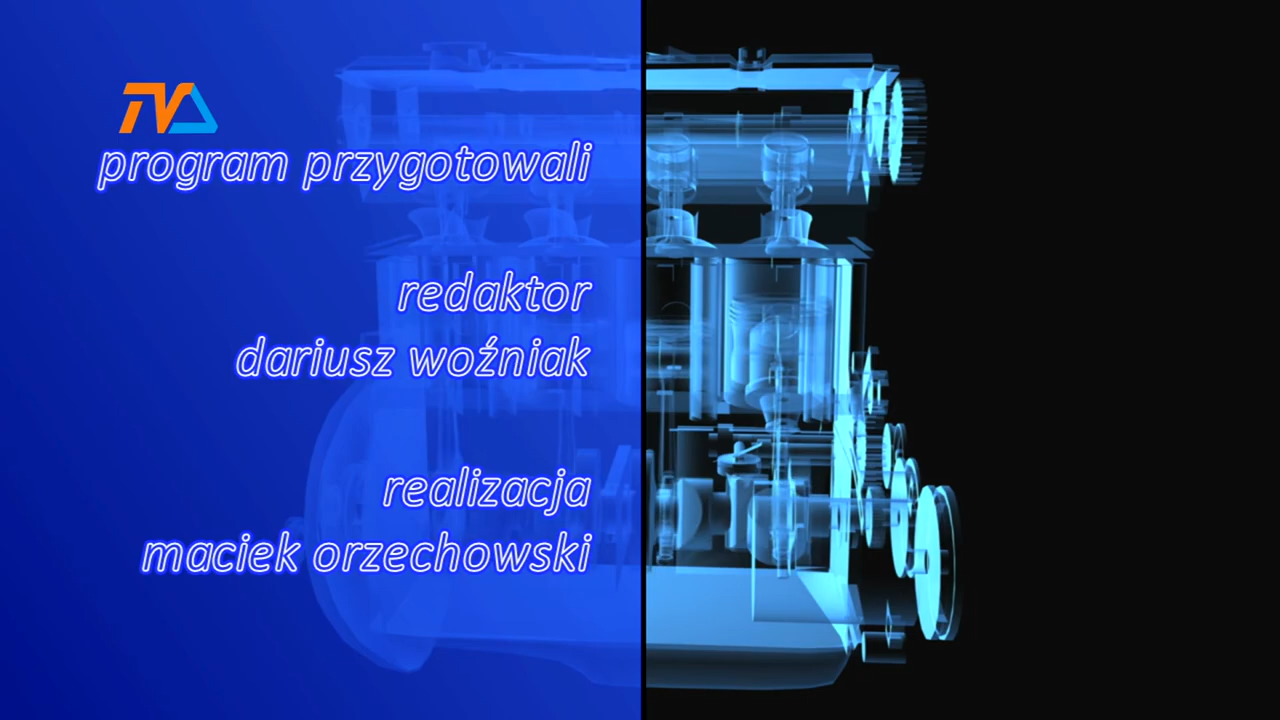 TVA
program przygotowali
redaktor
dariusz woźniak
realizacja
maciek orzechowski